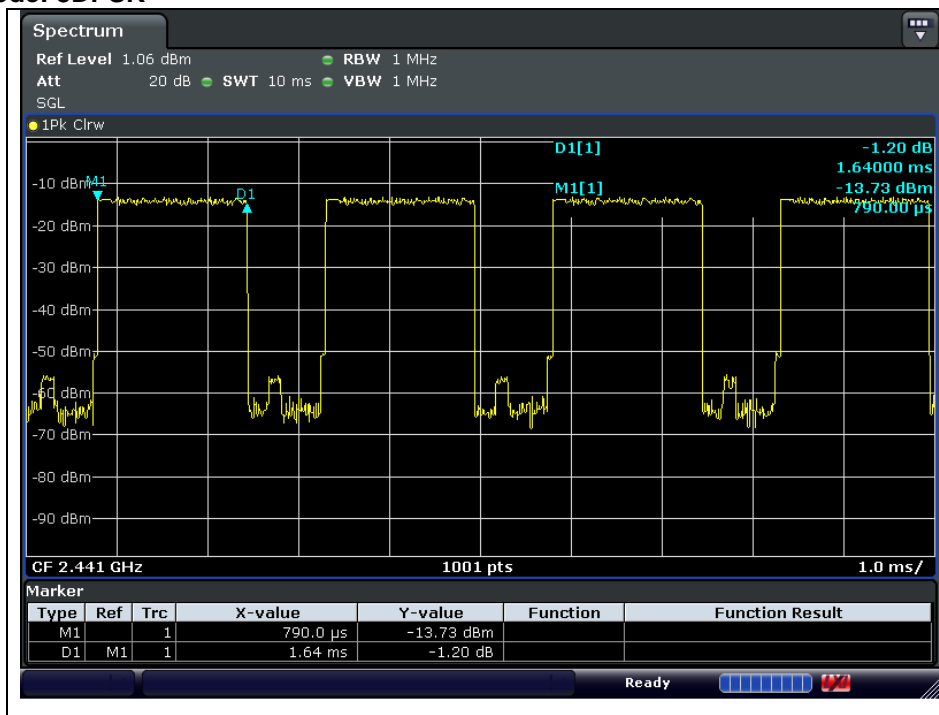 Spectrum
Ref Level 1.06 dBm RBW 1 MHz
Att 20 dB SWT 10 ms VBW 1 MHz
SGL
1Pk Clrw
D1[1] -1.20 dB
1.64000 ms
M1[1] -13.73 dBm
790.00 µs
M1
D1
-10 dBm
-20 dBm
-30 dBm
-40 dBm
-50 dBm
-60 dBm
-70 dBm
-80 dBm
-90 dBm
CF 2.441 GHz 1001 pts 1.0 ms/
Marker
Type Ref Trc X-value Y-value Function Function Result
M1 1 790.0 µs -13.73 dBm
D1 M1 1 1.64 ms -1.20 dB
Ready